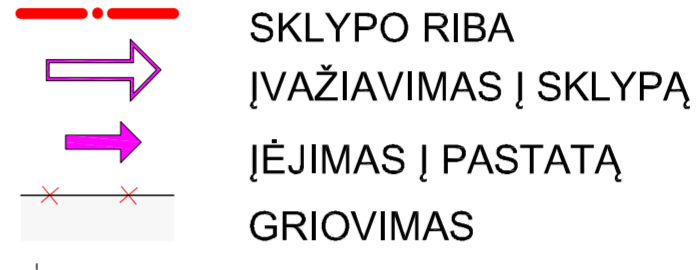 SKLYPO RIBA
ĮVAŽIAVIMAS Į SKLYPĄ
ĮĖJIMAS Į PASTATĄ
GRIOVIMAS